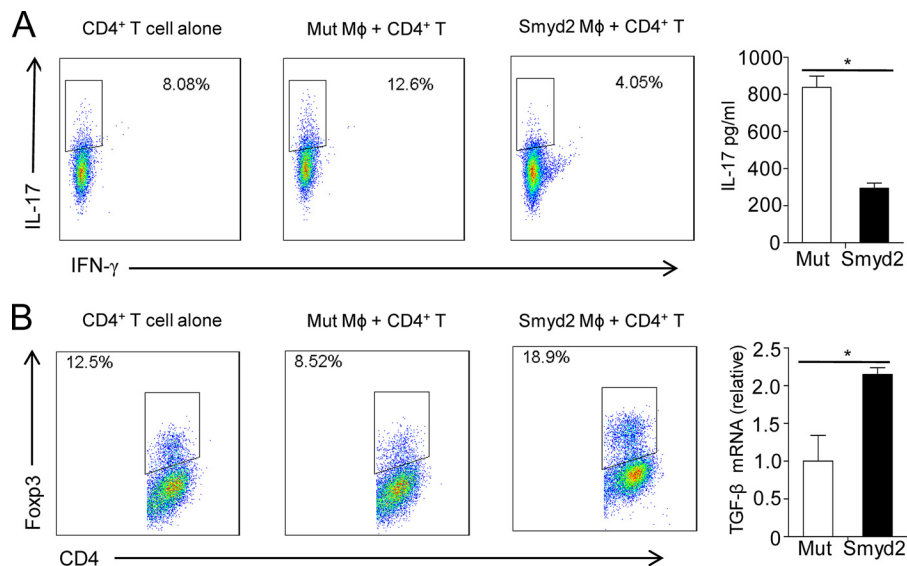 A
CD4+ T cell alone
Mut Mϕ + CD4+ T
Smyd2 Mϕ + CD4+ T
8.08%
12.6%
4.05%
IL-17
IFN-γ
*
1000
800
600
400
200
0
IL-17 pg/ml
Mut Smyd2
B
CD4+ T cell alone
Mut Mϕ + CD4+ T
Smyd2 Mϕ + CD4+ T
12.5%
8.52%
18.9%
Foxp3
CD4
*
2.5
2.0
1.5
1.0
0.5
0
TGF-β mRNA (relative)
Mut Smyd2